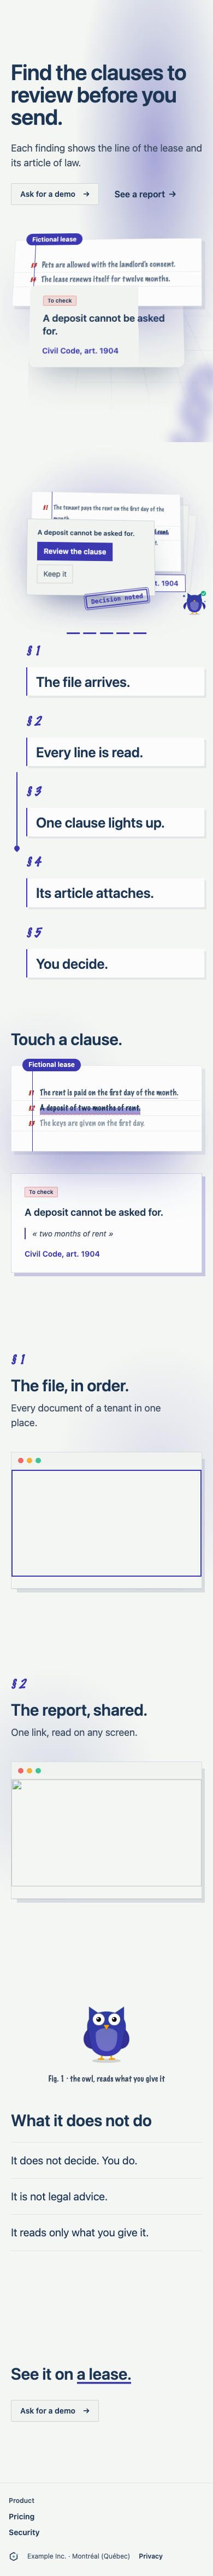 Find the clauses to
review before you
send.
Each finding shows the line of the lease and
its article of law.
Ask for a demo →
See a report →
Fictional lease
Pets are allowed with the landlord's consent.
The lease renews itself for twelve months.
To check
A deposit cannot be asked
for.
Civil Code, art. 1904
The tenant pays the rent on the first day of the
month.
A deposit cannot be asked for.
Review the clause
Keep it
t. 1904
Decision noted
§ 1
The file arrives.
§ 2
Every line is read.
§ 3
One clause lights up.
§ 4
Its article attaches.
§ 5
You decide.
Touch a clause.
Fictional lease
11 The rent is paid on the first day of the month.
12 A deposit of two months of rent.
13 The keys are given on the first day.
To check
A deposit cannot be asked for.
« two months of rent »
Civil Code, art. 1904
§ 1
The file, in order.
Every document of a tenant in one
place.
§ 2
The report, shared.
One link, read on any screen.
Fig. 1 · the owl, reads what you give it
What it does not do
It does not decide. You do.
It is not legal advice.
It reads only what you give it.
See it on a lease.
Ask for a demo →
Product
Pricing
Security
Example Inc. · Montréal (Québec) Privacy